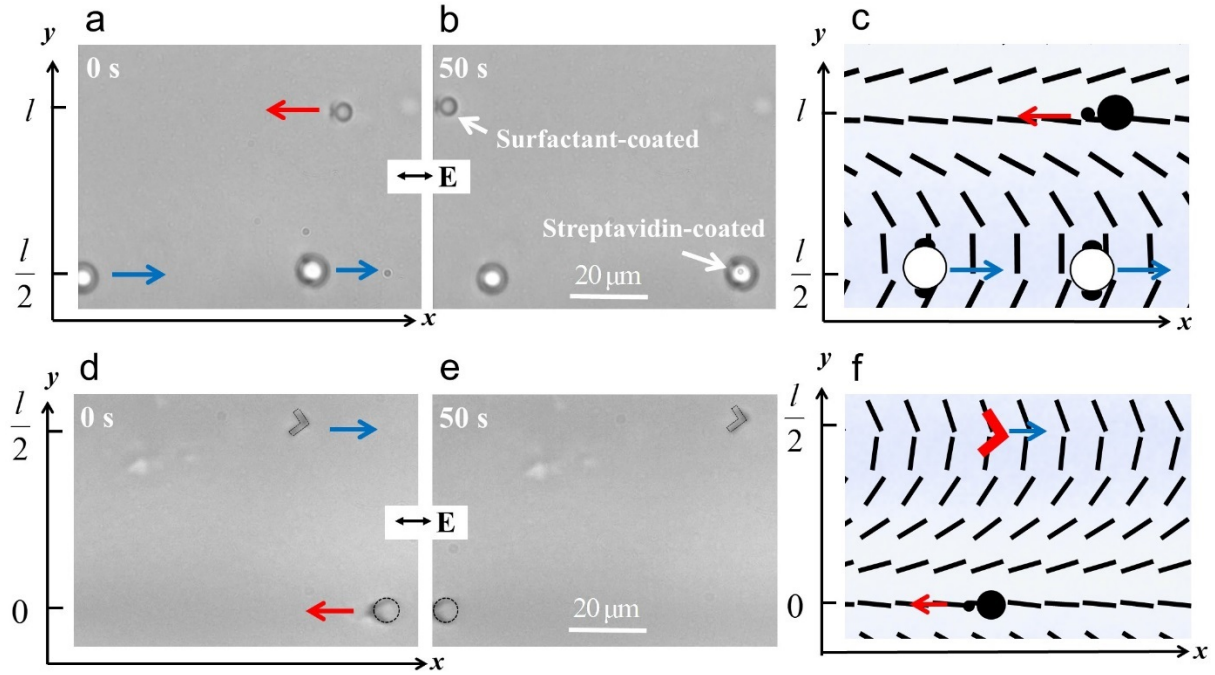 a
b
c
y
0 s
50 s
y
l
Surfactant-coated
l
E
Streptavidin-coated
l
2
20 μm
l
2
x
x
d
e
f
y
0 s
50 s
y
l
2
l
2
E
0
20 μm
0
x
x